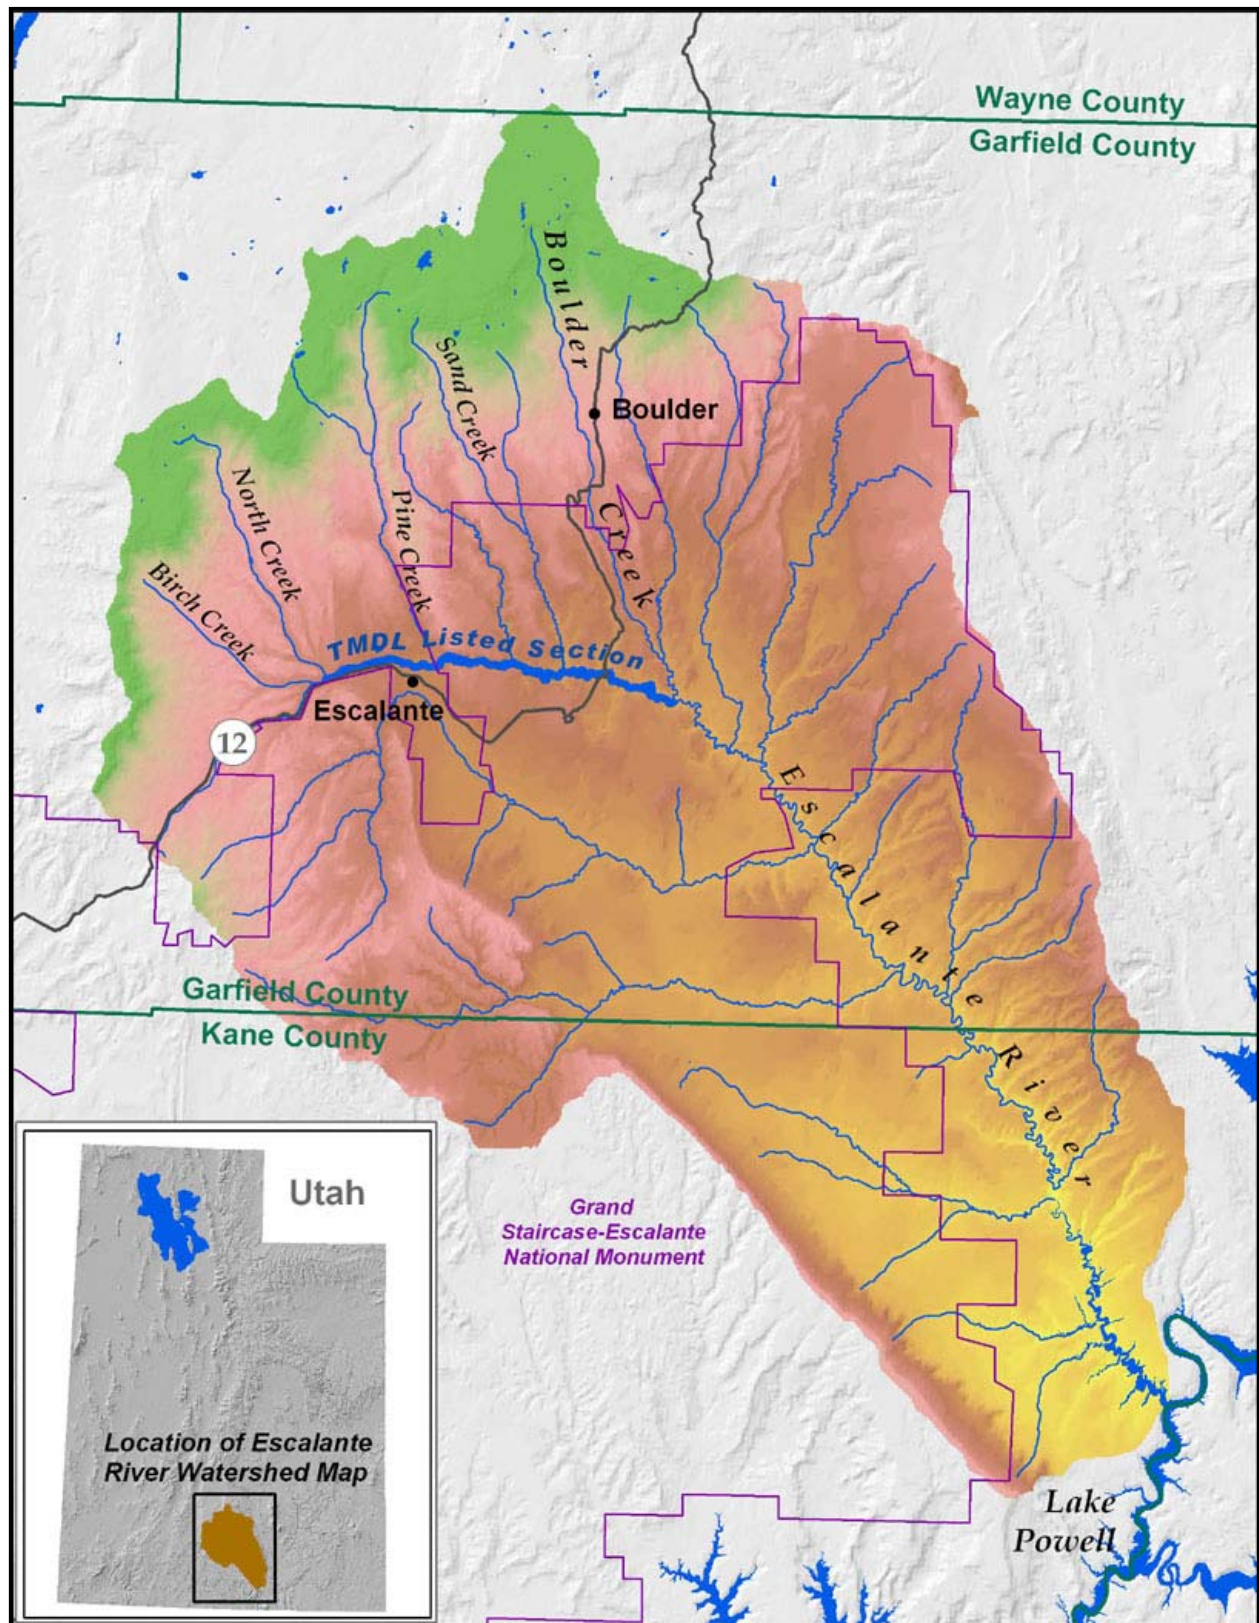 Wayne County
Garfield County
Boulder
Creek
Sand Creek
Boulder
North Creek
Pine Creek
Birch Creek
TMDL Listed Section
Escalante
12
Escalante
River
Garfield County
Kane County
Utah
Grand
Staircase-Escalante
National Monument
Location of Escalante
River Watershed Map
Lake
Powell